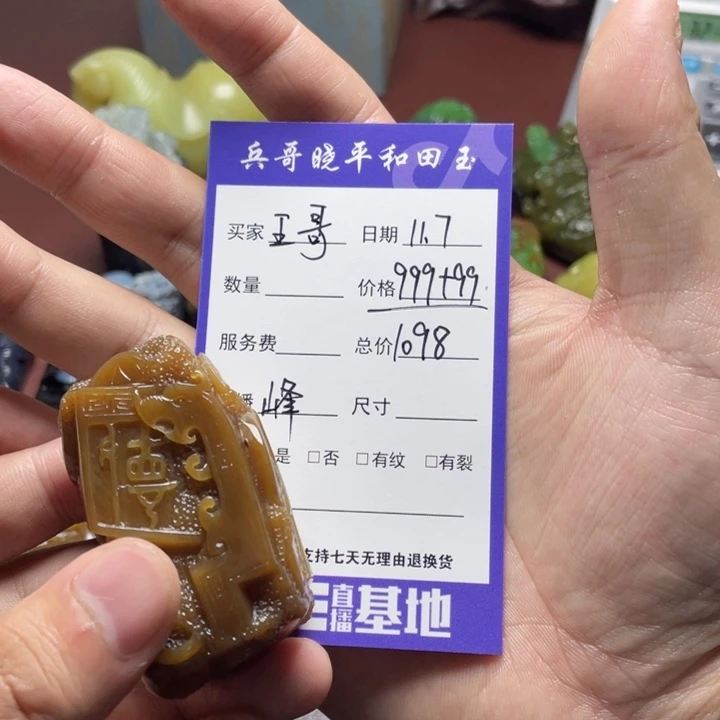 兵哥晓平和田玉
买家 王哥 日期 11.7
数量 价格 999+99
服务费 总价 1098
播 峰 尺寸
是 □否 □有纹 □有裂
支持七天无理由退换货
直播基地
德